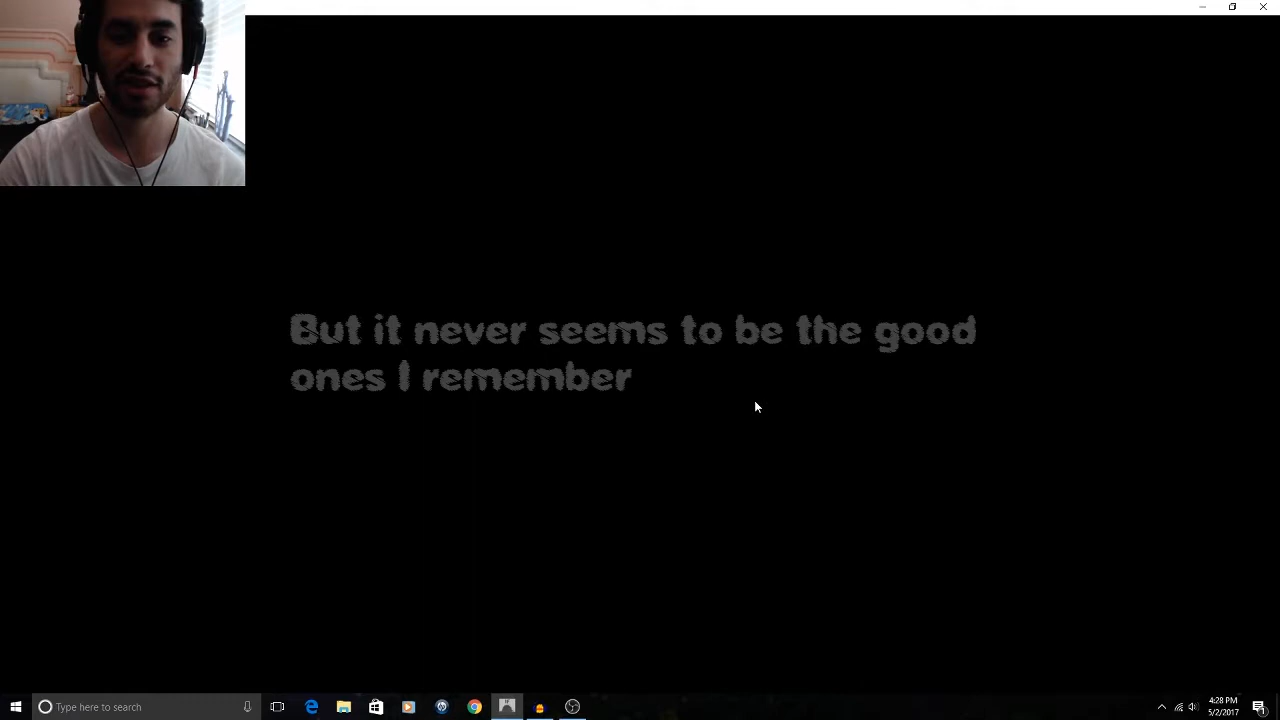 But it never seems to be the good
ones I remember
Type here to search
4:28 PM
5/2/2017